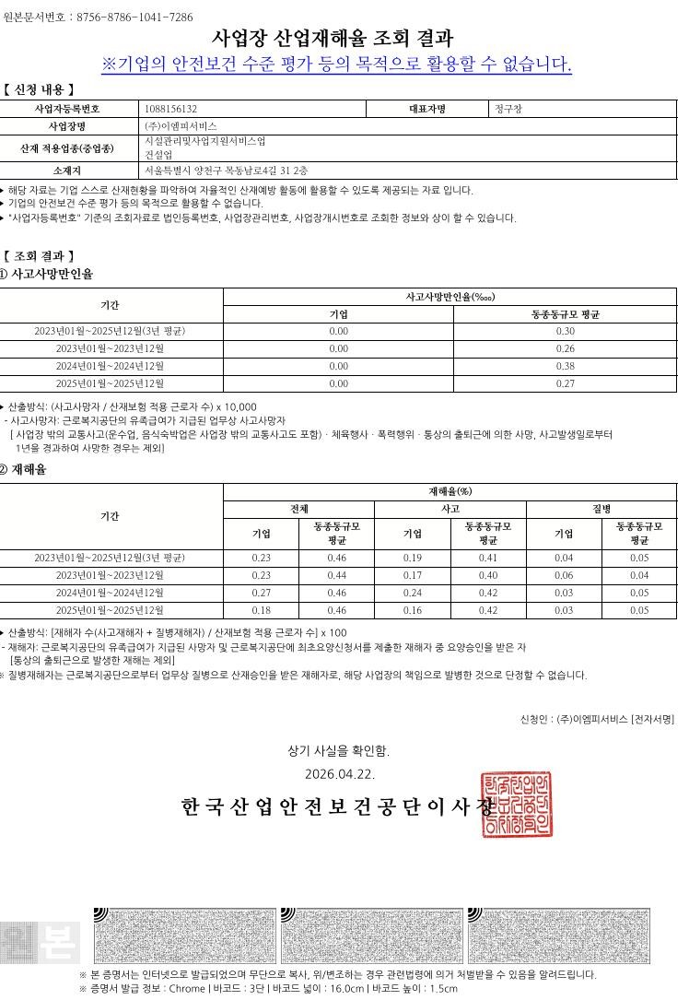 원본문서번호 : 8756-8786-1041-7286
사업장 산업재해율 조회 결과
※기업의 안전보건 수준 평가 등의 목적으로 활용할 수 없습니다.
【 신청 내용 】
사업자등록번호 1088156132 대표자명 정구창
사업장명 (주)이엠피서비스
산재 적용업종(중업종) 시설관리및사업지원서비스업
건설업
소재지 서울특별시 양천구 목동남로4길 31 2층
▶ 해당 자료는 기업 스스로 산재현황을 파악하여 자율적인 산재예방 활동에 활용할 수 있도록 제공되는 자료 입니다.
▶ 기업의 안전보건 수준 평가 등의 목적으로 활용할 수 없습니다.
▶ "사업자등록번호" 기준의 조회자료로 법인등록번호, 사업장관리번호, 사업장개시번호로 조회한 정보와 상이 할 수 있습니다.
【 조회 결과 】
① 사고사망만인율
기간 사고사망만인율(‱)
기업 동종동규모 평균
2023년01월~2025년12월(3년 평균) 0.00 0.30
2023년01월~2023년12월 0.00 0.26
2024년01월~2024년12월 0.00 0.38
2025년01월~2025년12월 0.00 0.27
▶ 산출방식: (사고사망자 / 산재보험 적용 근로자 수) x 10,000
- 사고사망자: 근로복지공단의 유족급여가 지급된 업무상 사고사망자
[ 사업장 밖의 교통사고(운수업, 음식숙박업은 사업장 밖의 교통사고도 포함)ㆍ체육행사ㆍ폭력행위ㆍ통상의 출퇴근에 의한 사망, 사고발생일로부터
1년을 경과하여 사망한 경우는 제외]
② 재해율
기간 재해율(%)
전체 사고 질병
기업 동종동규모 평균 기업 동종동규모 평균 기업 동종동규모 평균
2023년01월~2025년12월(3년 평균) 0.23 0.46 0.19 0.41 0.04 0.05
2023년01월~2023년12월 0.23 0.44 0.17 0.40 0.06 0.04
2024년01월~2024년12월 0.27 0.46 0.24 0.42 0.03 0.05
2025년01월~2025년12월 0.18 0.46 0.16 0.42 0.03 0.05
▶ 산출방식: [재해자 수(사고재해자 + 질병재해자) / 산재보험 적용 근로자 수] x 100
- 재해자: 근로복지공단의 유족급여가 지급된 사망자 및 근로복지공단에 최초요양신청서를 제출한 재해자 중 요양승인을 받은 자
[통상의 출퇴근으로 발생한 재해는 제외]
※ 질병재해자는 근로복지공단으로부터 업무상 질병으로 산재승인을 받은 재해자로, 해당 사업장의 책임으로 발병한 것으로 단정할 수 없습니다.
신청인 : (주)이엠피서비스 [전자서명]
상기 사실을 확인함.
2026.04.22.
한국산업안전보건공단이사장
원본
※ 본 증명서는 인터넷으로 발급되었으며 무단으로 복사, 위/변조하는 경우 관련법령에 의거 처벌받을 수 있음을 알려드립니다.
※ 증명서 발급 정보 : Chrome | 바코드 : 3단 | 바코드 넓이 : 16.0cm | 바코드 높이 : 1.5cm